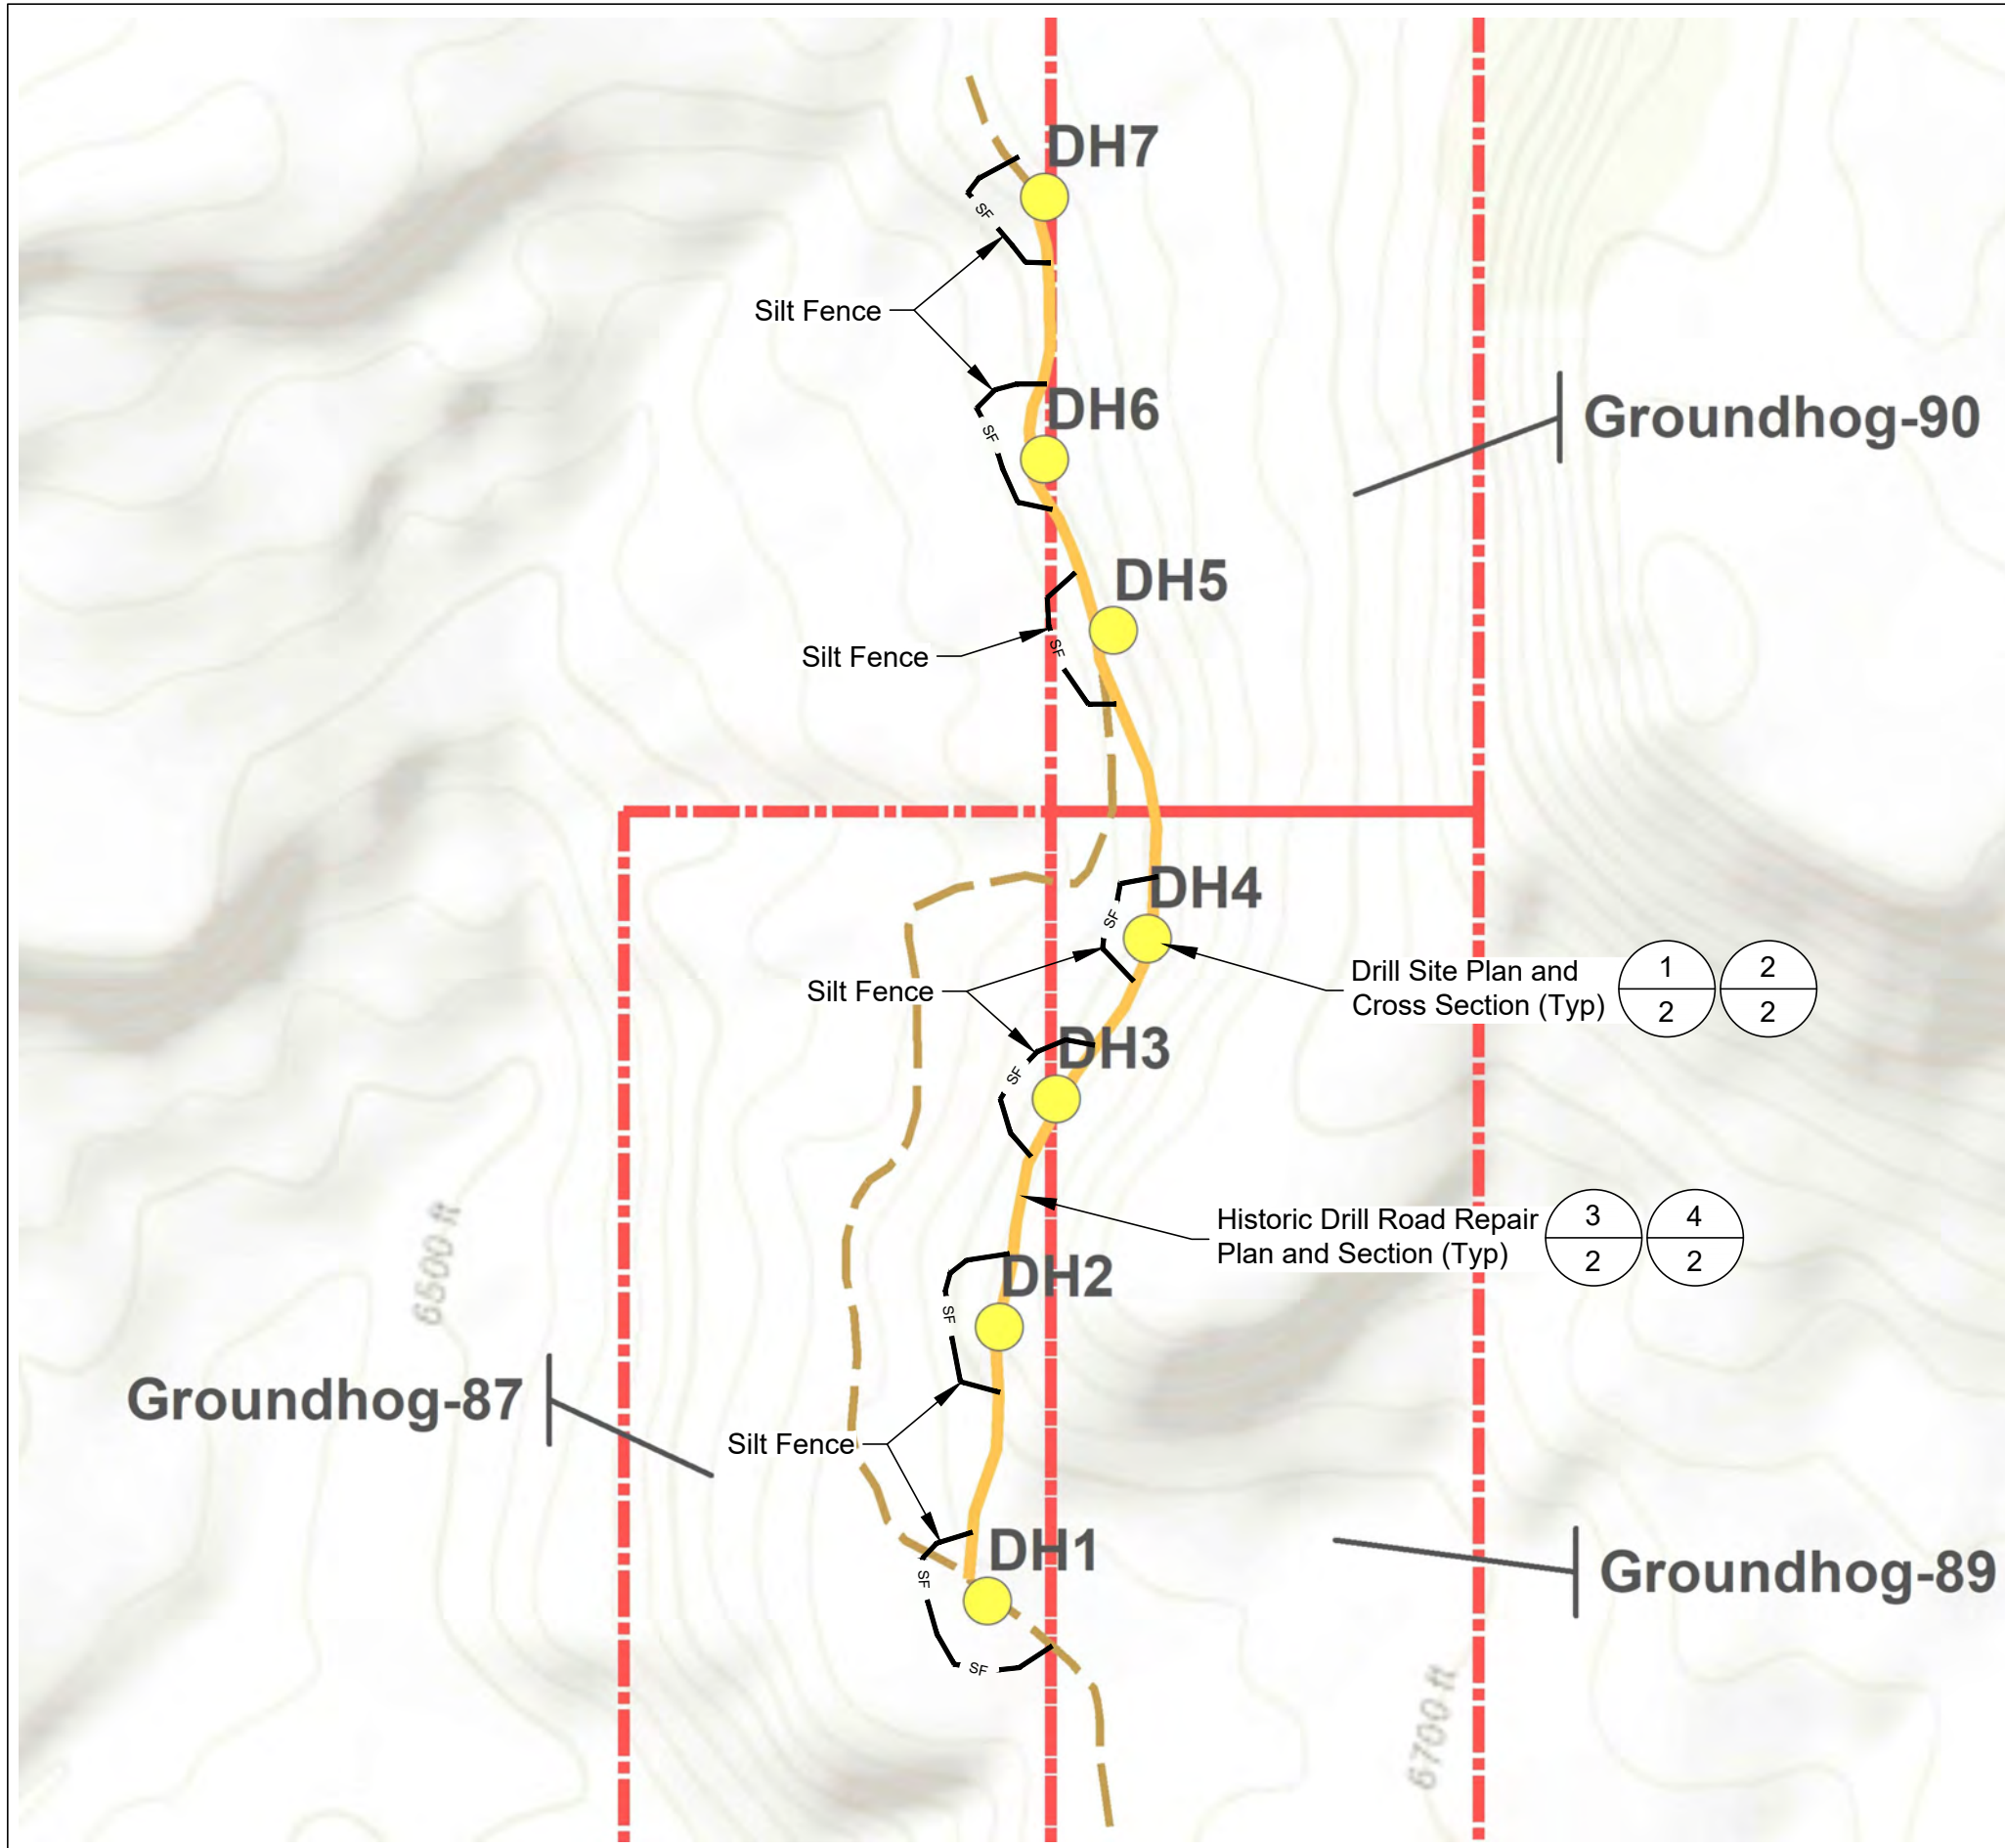 DH7
SF
Silt Fence
DH6
SF
Groundhog-90
DH5
Silt Fence
SF
DH4
SF
Drill Site Plan and
Cross Section (Typ)
1
2
2
2
Silt Fence
DH3
SF
Historic Drill Road Repair
Plan and Section (Typ)
3
2
4
2
6500 ft
DH2
SF
Groundhog-87
Silt Fence
DH1
SF
Groundhog-89
SF
6700 ft